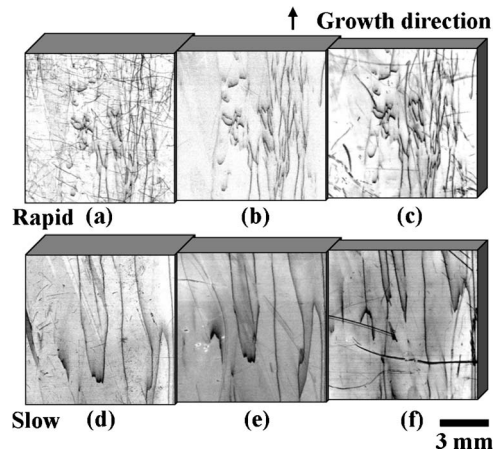 Growth direction
Rapid (a) (b) (c)
Slow (d) (e) (f)
3 mm